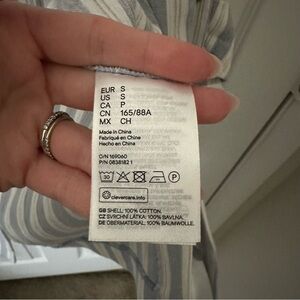 EUR S
US S
CA P
CN 165/88A
MX CH
Made in China
Fabriqué en Chine
Hecho en China
O/N 169060
P/N 0838182 1
30
P
clevercare.info
GB SHELL: 100% COTTON.
CZ SVRCHNÍ LÁTKA: 100% BAVLNA.
DE OBERMATERIAL: 100% BAUMWOLLE.